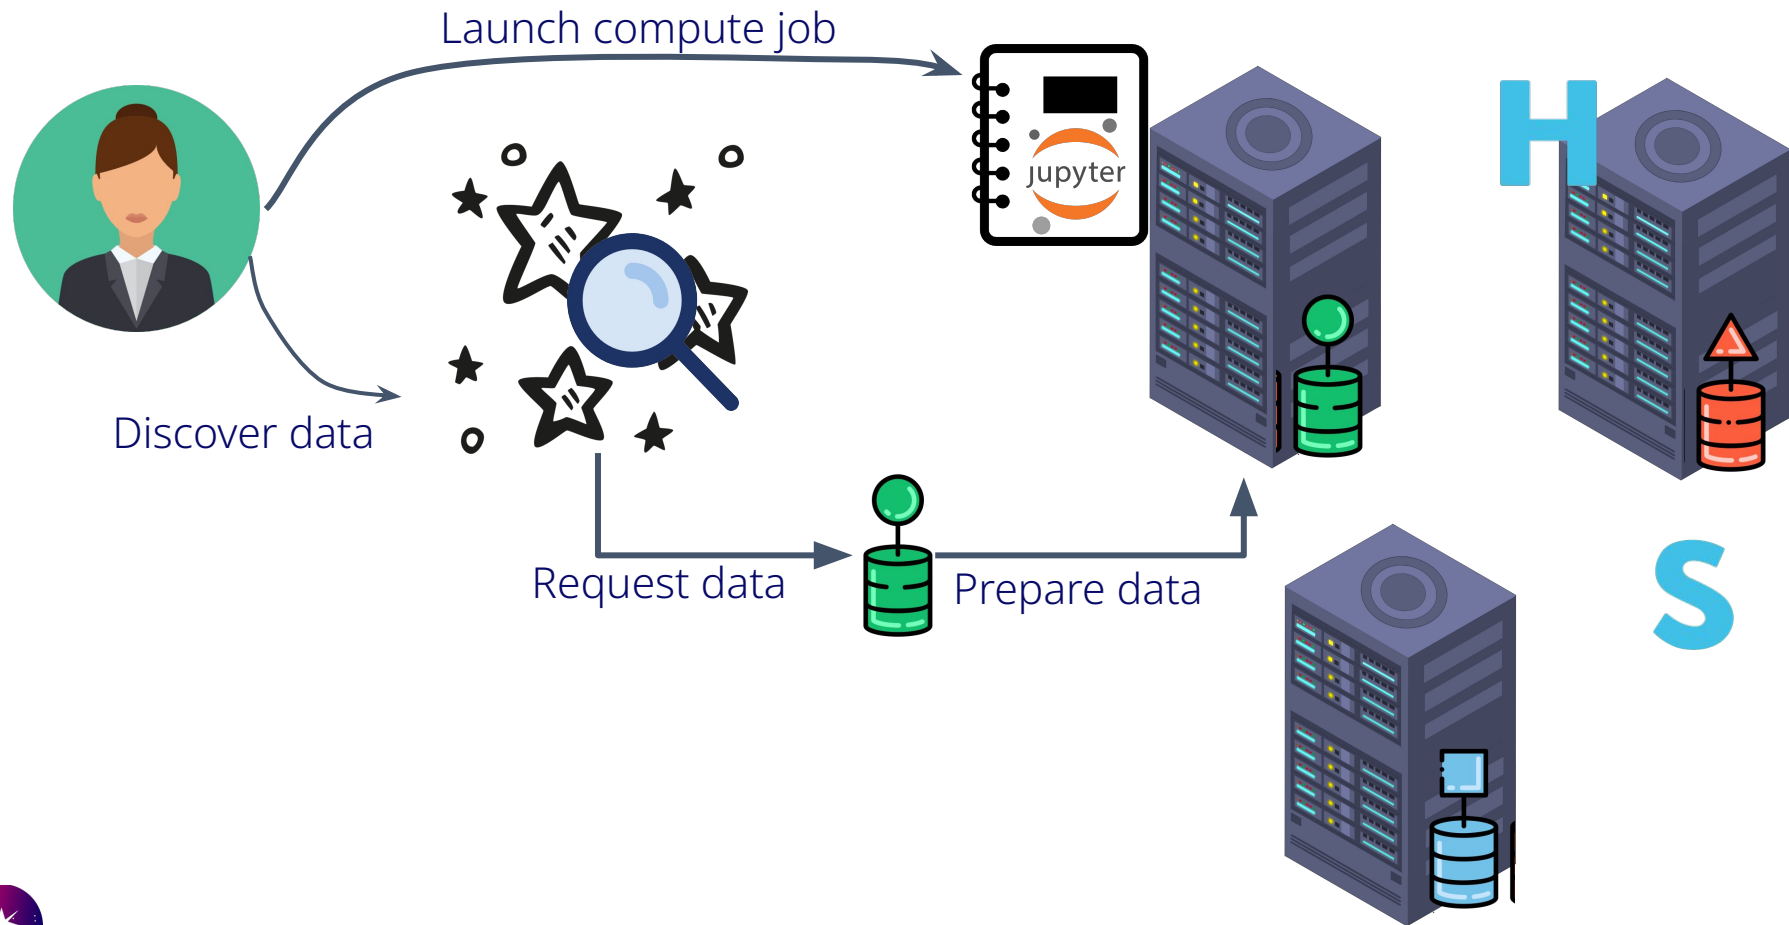 Launch compute job
jupyter
H
Discover data
S
Request data
Prepare data